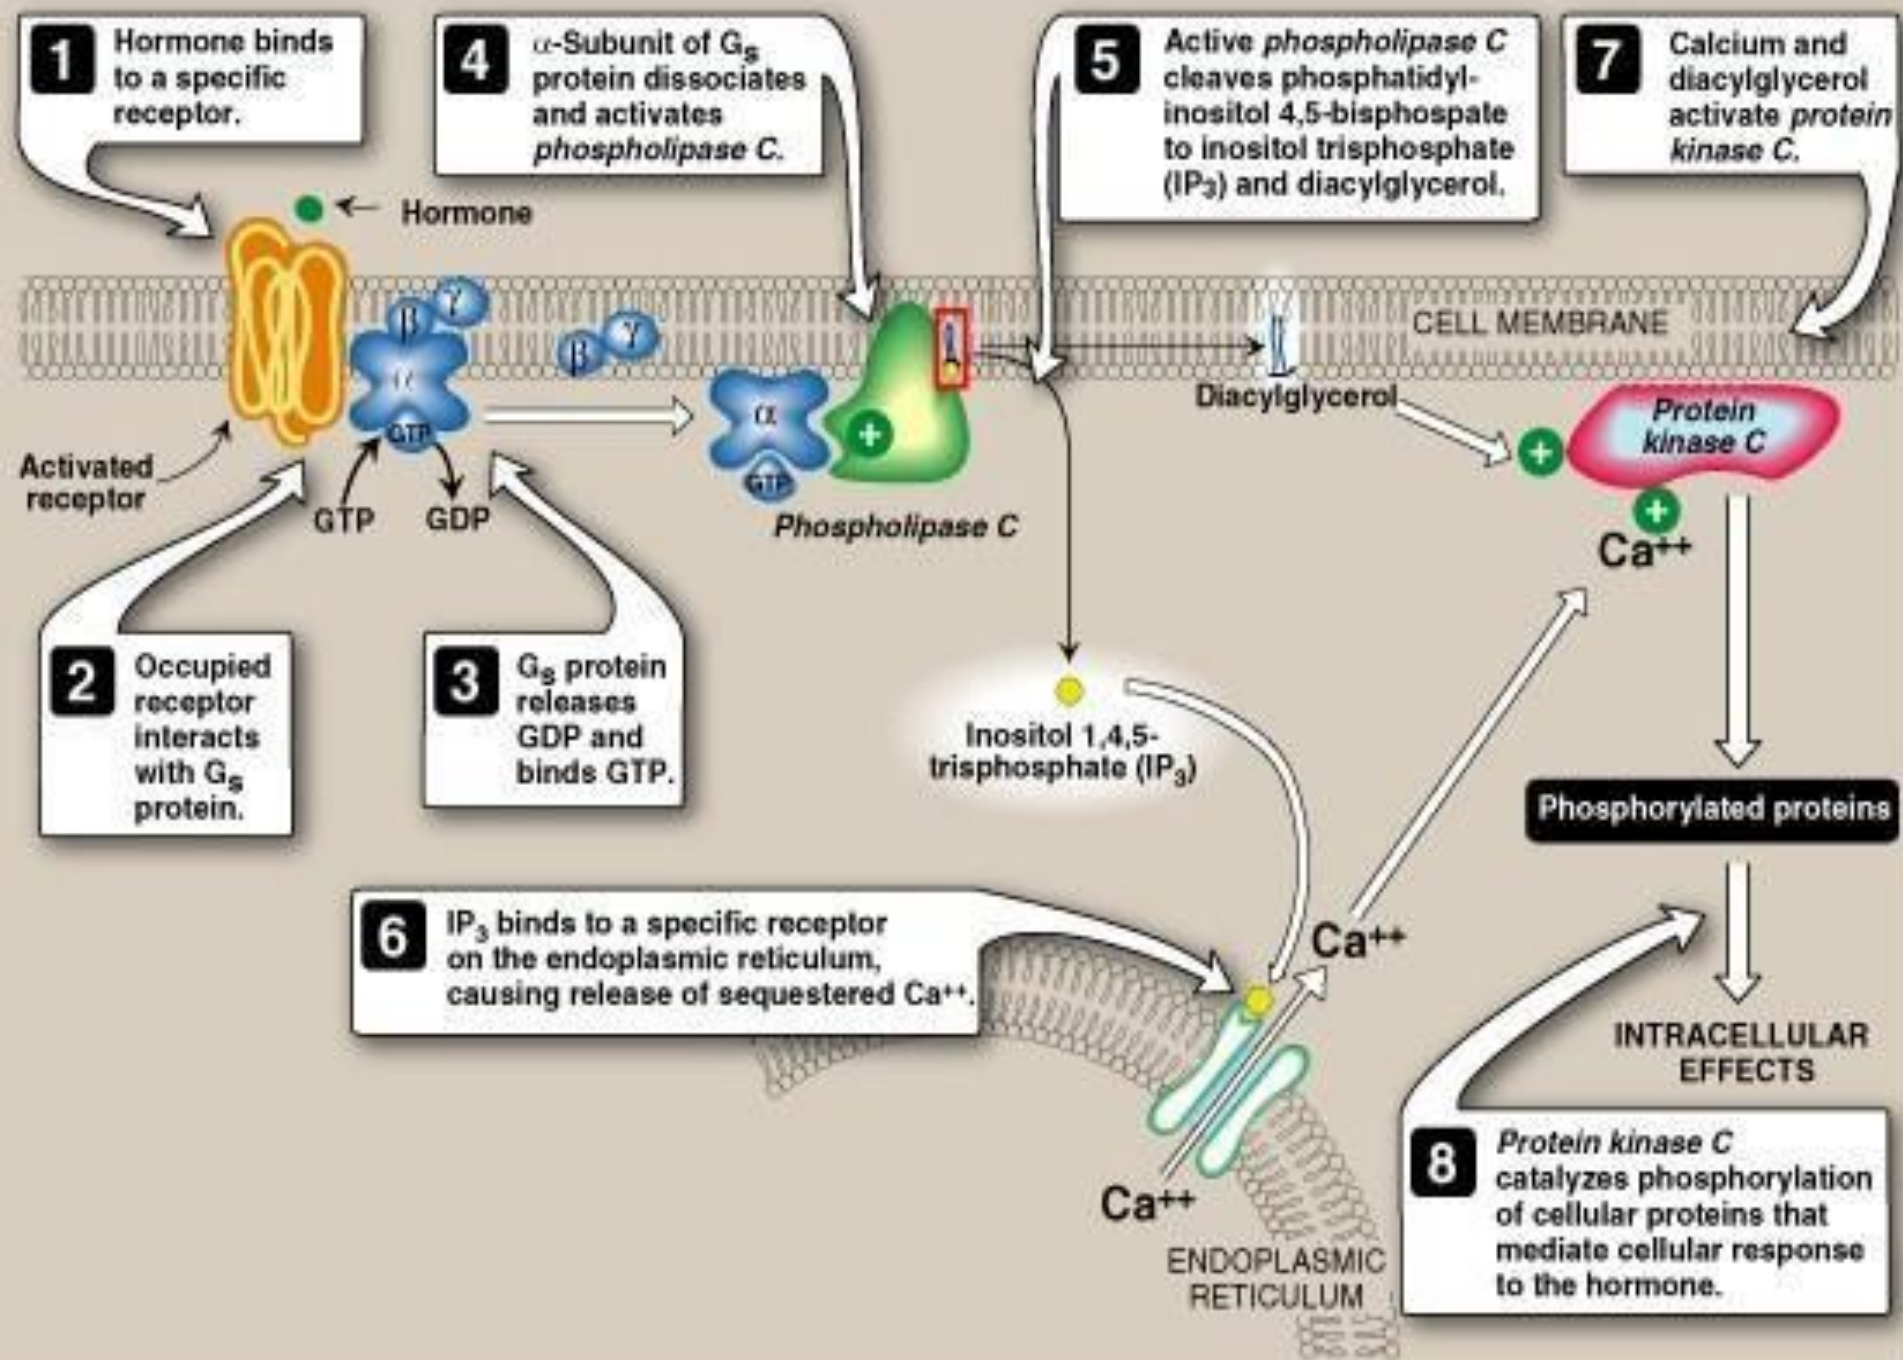 1
Hormone binds
to a specific
receptor.
4
α-Subunit of Gs
protein dissociates
and activates
phospholipase C.
5
Active phospholipase C
cleaves phosphatidyl-
inositol 4,5-bisphospate
to inositol trisphosphate
(IP3) and diacylglycerol.
7
Calcium and
diacylglycerol
activate protein
kinase C.
Hormone
β
γ
α
GTP
β
γ
α
GTP
+
CELL MEMBRANE
Diacylglycerol
Protein
kinase C
+
+
Ca++
Activated
receptor
GTP
GDP
Phospholipase C
2
Occupied
receptor
interacts
with Gs
protein.
3
Gs protein
releases
GDP and
binds GTP.
Inositol 1,4,5-
trisphosphate (IP3)
Phosphorylated proteins
6
IP3 binds to a specific receptor
on the endoplasmic reticulum,
causing release of sequestered Ca++.
Ca++
Ca++
ENDOPLASMIC
RETICULUM
INTRACELLULAR
EFFECTS
8
Protein kinase C
catalyzes phosphorylation
of cellular proteins that
mediate cellular response
to the hormone.